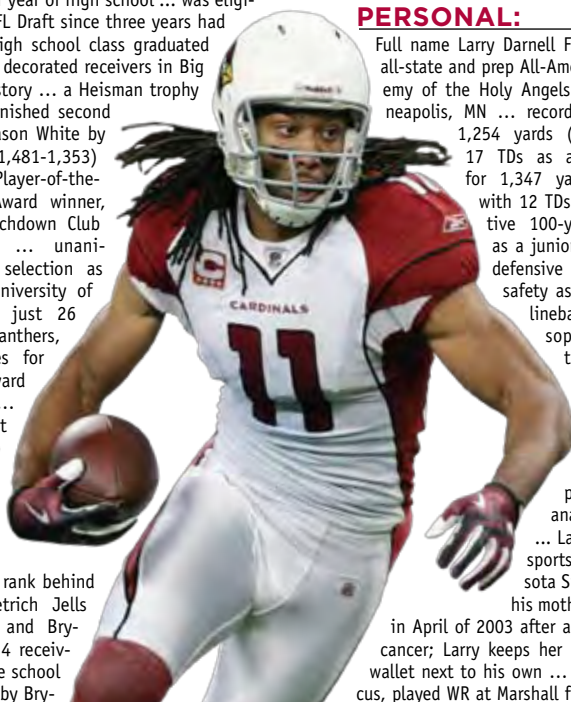 year of high school … was elig-
FL Draft since three years had
igh school class graduated
decorated receivers in Big
story … a Heisman trophy
nished second
ason White by
1,481-1,353)
Player-of-the-
Award winner,
chdown Club
… unani-
selection as
niversity of
just 26
anthers,
es for
ard
…
t
rank behind
etrich Jells
and Bry-
4 receiv-
e school
by Bry-
CARDINALS
11
C
PERSONAL:
Full name Larry Darnell F
all-state and prep All-Ame
emy of the Holy Angels
neapolis, MN … record
1,254 yards (
17 TDs as a
for 1,347 ya
with 12 TDs
tive 100-y
as a junior
defensive
safety as
lineba
sop
t
p
ana
… La
sports
sota S
his moth
in April of 2003 after a
cancer; Larry keeps her
wallet next to his own …
cus, played WR at Marshall f